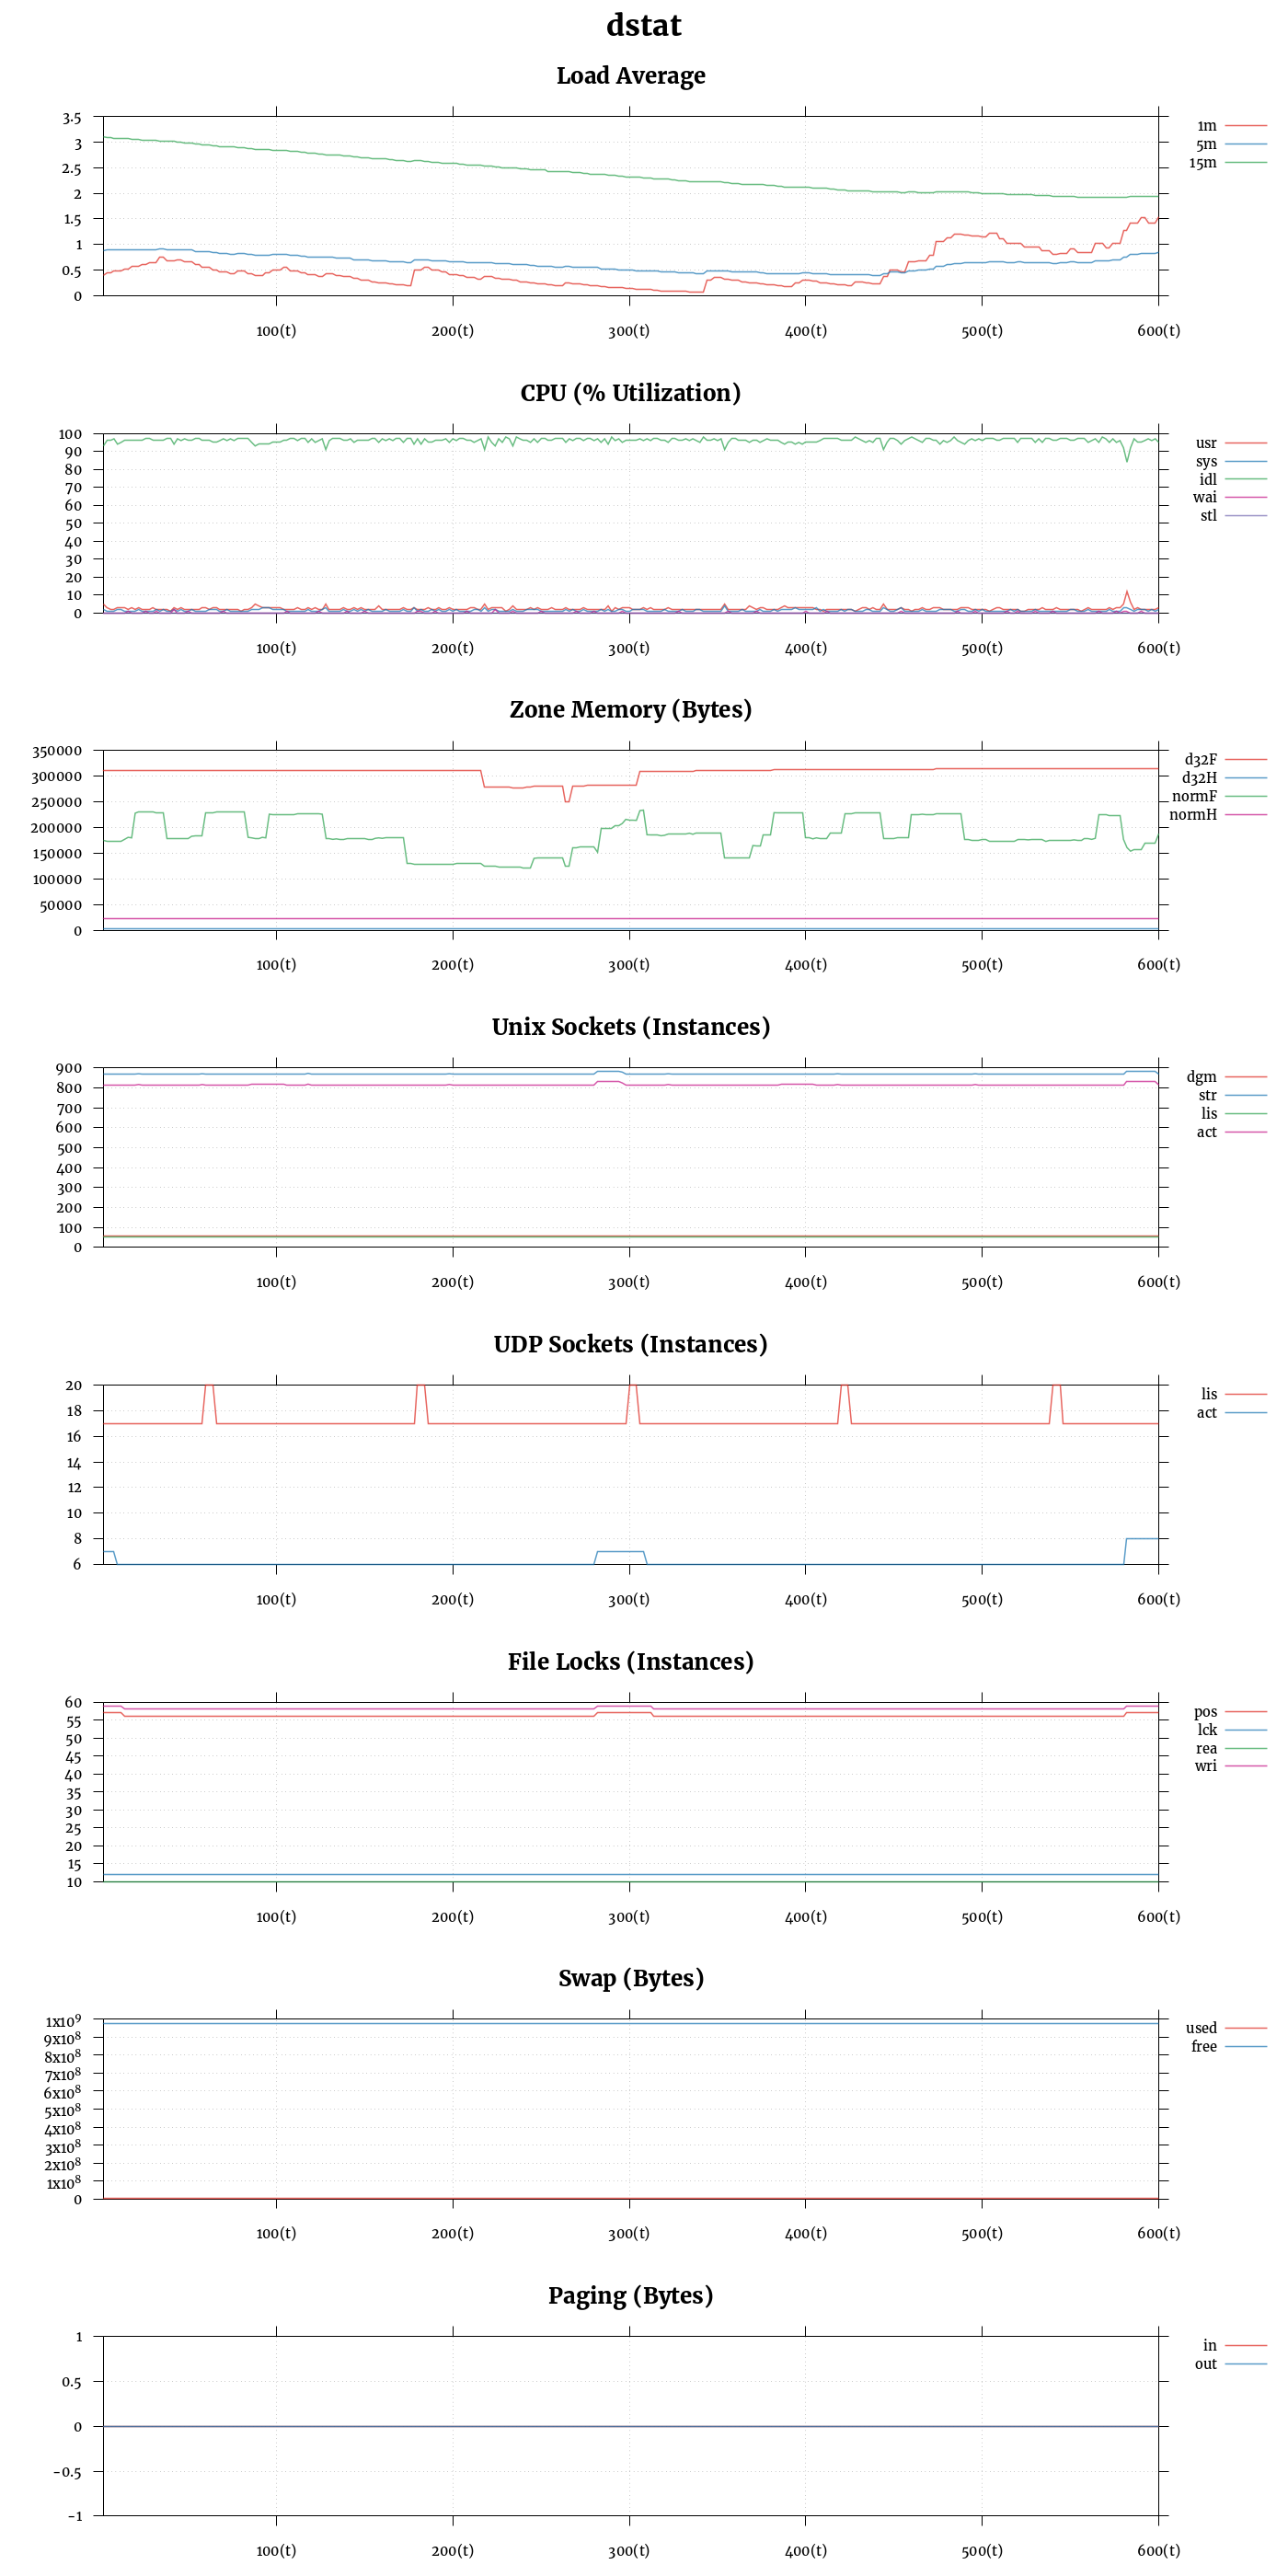 dstat
Load Average
3.5
3
2.5
2
1.5
1
0.5
0
100(t) 200(t) 300(t) 400(t) 500(t) 600(t)
1m
5m
15m
CPU (% Utilization)
100
90
80
70
60
50
40
30
20
10
0
100(t) 200(t) 300(t) 400(t) 500(t) 600(t)
usr
sys
idl
wai
stl
Zone Memory (Bytes)
350000
300000
250000
200000
150000
100000
50000
0
100(t) 200(t) 300(t) 400(t) 500(t) 600(t)
d32F
d32H
normF
normH
Unix Sockets (Instances)
900
800
700
600
500
400
300
200
100
0
100(t) 200(t) 300(t) 400(t) 500(t) 600(t)
dgm
str
lis
act
UDP Sockets (Instances)
20
18
16
14
12
10
8
6
100(t) 200(t) 300(t) 400(t) 500(t) 600(t)
lis
act
File Locks (Instances)
60
55
50
45
40
35
30
25
20
15
10
100(t) 200(t) 300(t) 400(t) 500(t) 600(t)
pos
lck
rea
wri
Swap (Bytes)
1x10⁹
9x10⁸
8x10⁸
7x10⁸
6x10⁸
5x10⁸
4x10⁸
3x10⁸
2x10⁸
1x10⁸
0
100(t) 200(t) 300(t) 400(t) 500(t) 600(t)
used
free
Paging (Bytes)
1
0.5
0
-0.5
-1
100(t) 200(t) 300(t) 400(t) 500(t) 600(t)
in
out